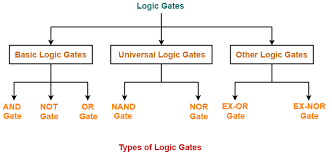 Logic Gates
Basic Logic Gates Universal Logic Gates Other Logic Gates
AND NOT OR NAND NOR EX-OR EX-NOR
Gate Gate Gate Gate Gate Gate Gate
Types of Logic Gates